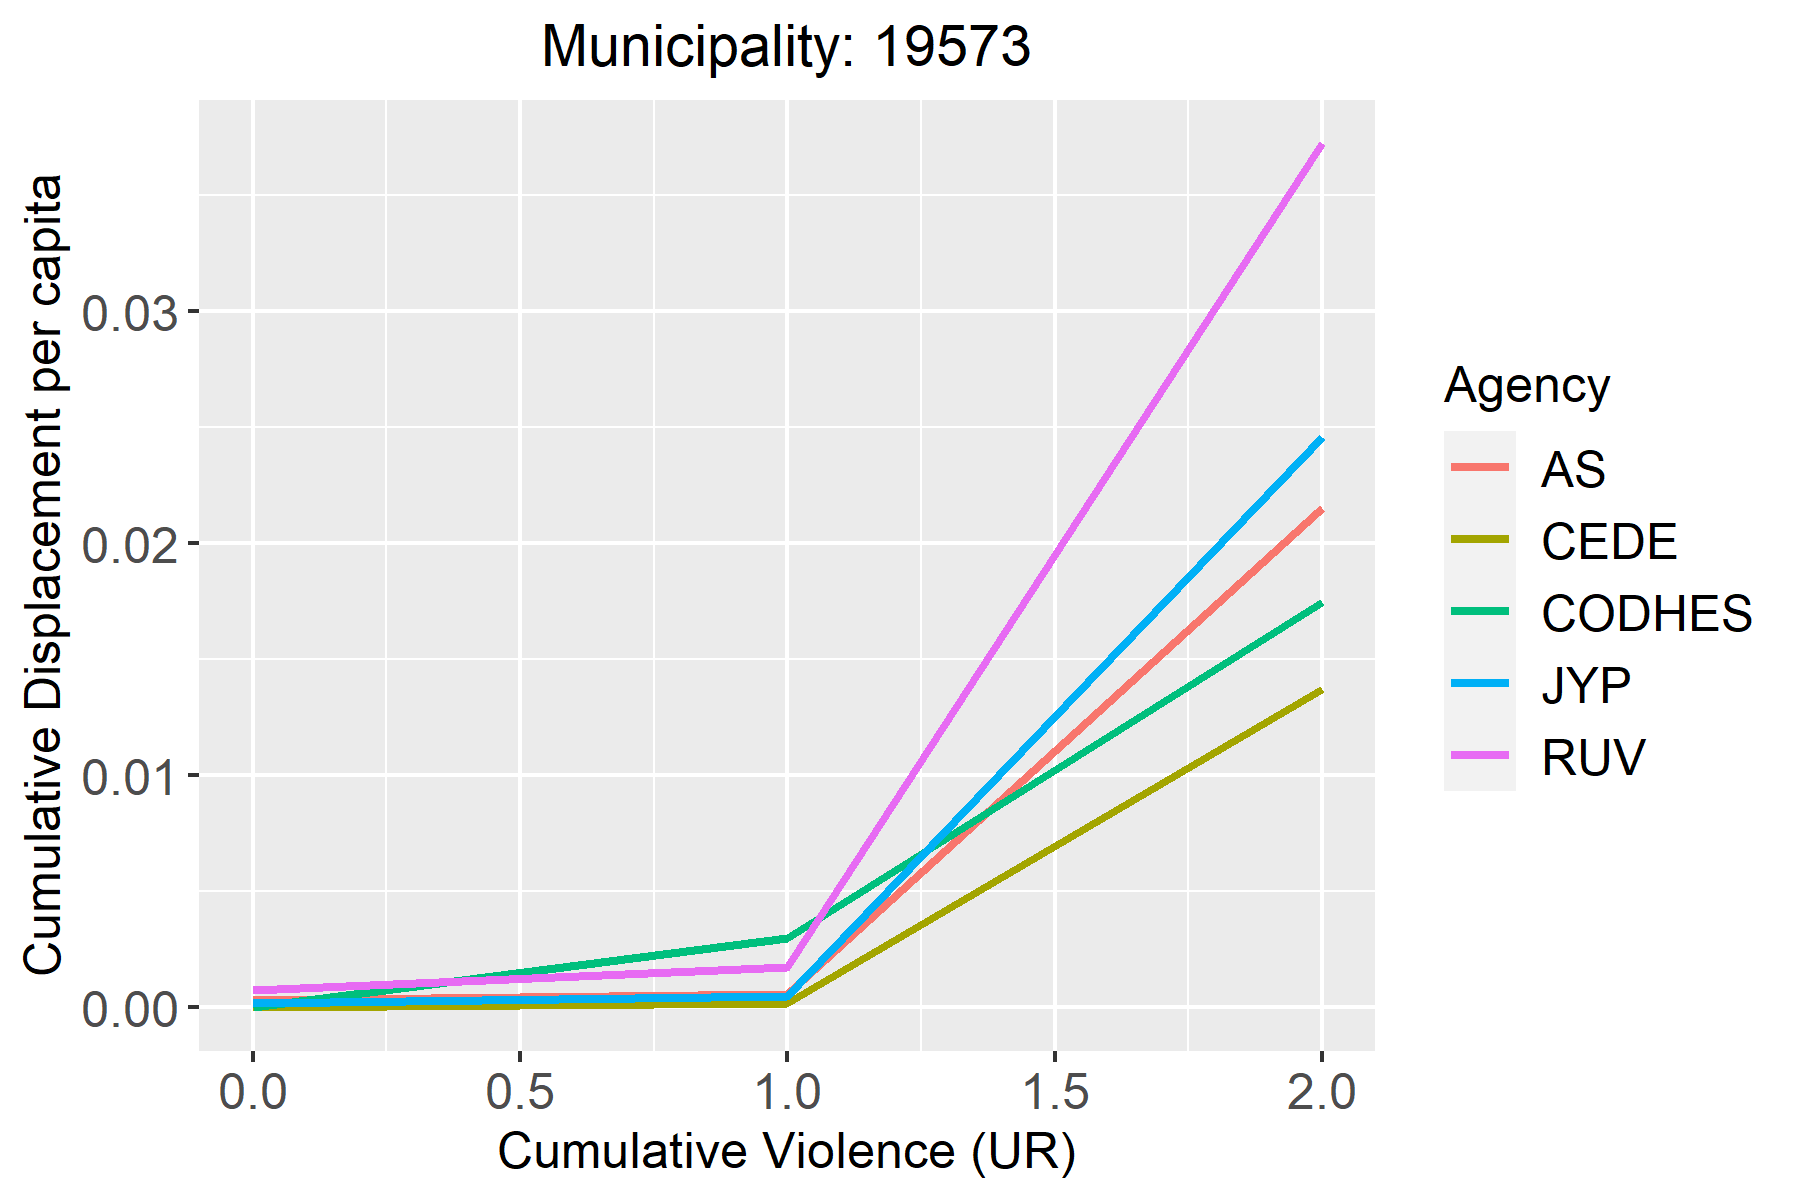 Municipality: 19573
Cumulative Displacement per capita
0.03
0.02
0.01
0.00
0.0 0.5 1.0 1.5 2.0
Cumulative Violence (UR)
Agency
AS
CEDE
CODHES
JYP
RUV